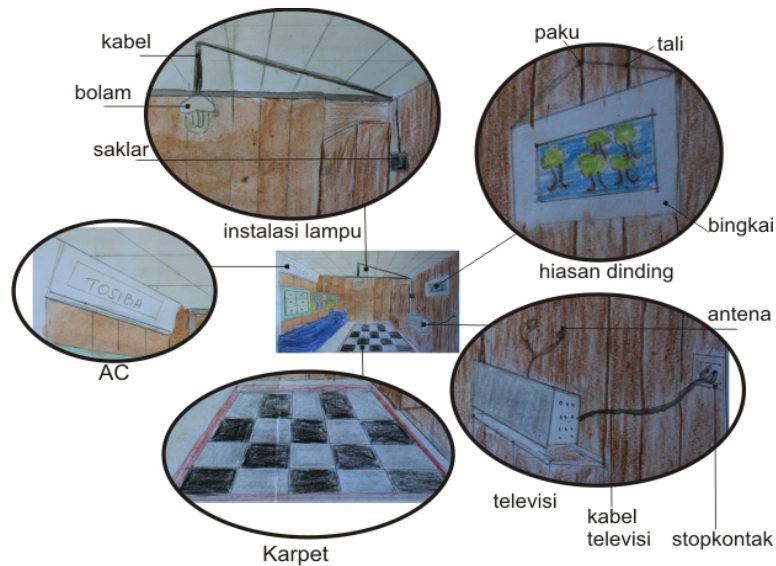 kabel
bolam
saklar
instalasi lampu
paku
tali
bingkai
hiasan dinding
TOSIBA
AC
antena
televisi
kabel
televisi
stopkontak
Karpet